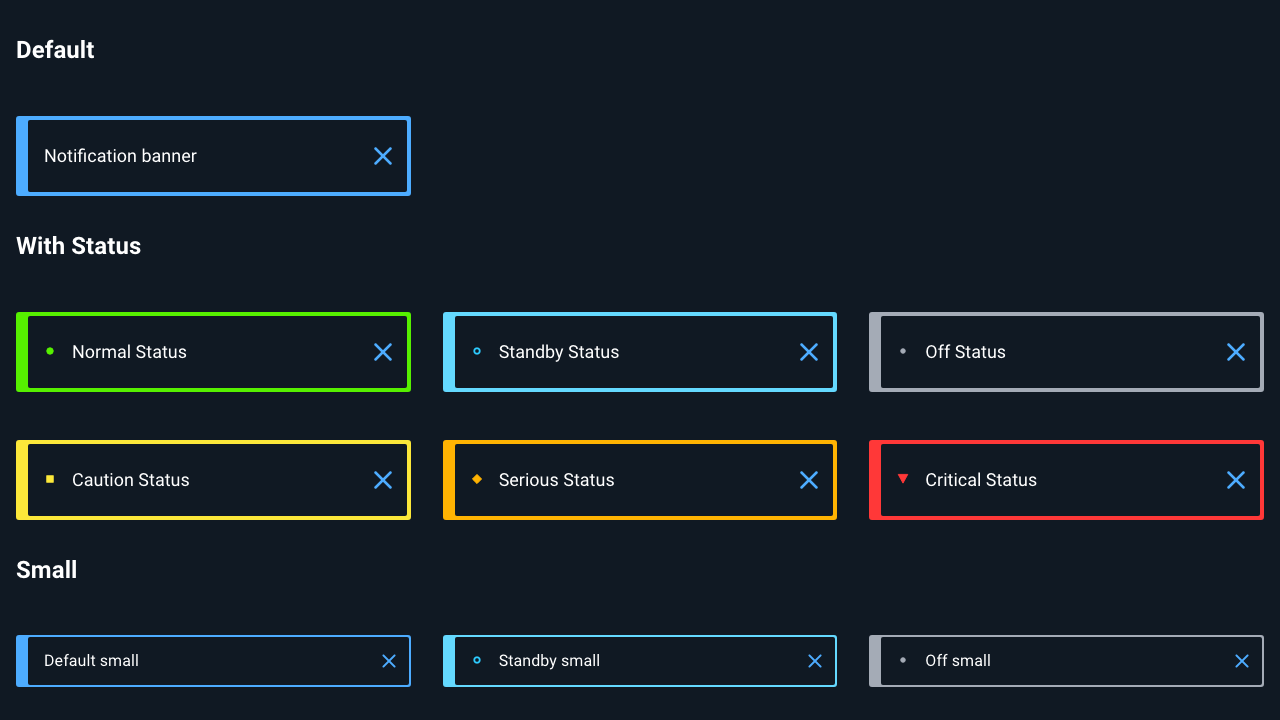 Default
Notification banner
With Status
Normal Status
Standby Status
Off Status
Caution Status
Serious Status
Critical Status
Small
Default small
Standby small
Off small